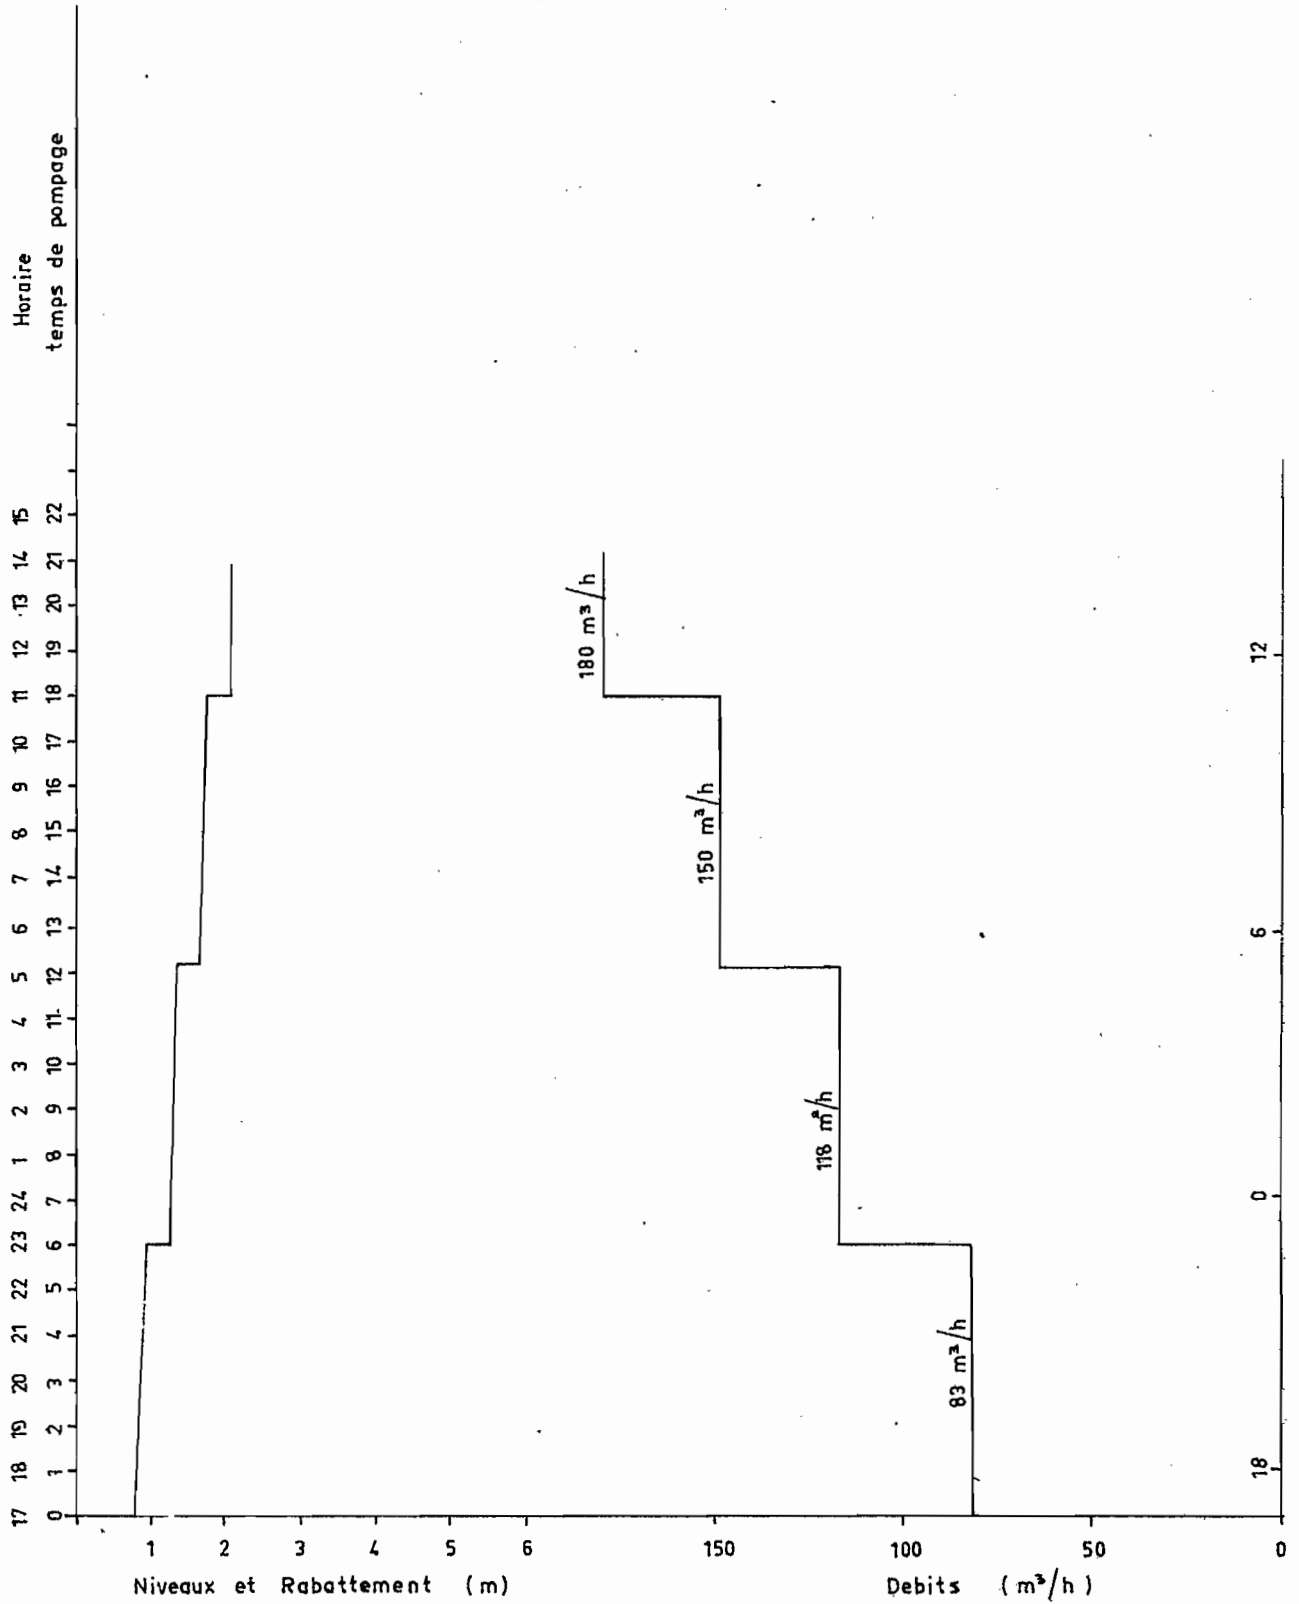 Horaire
temps de pompage
17 18 19 20 21 22 23 24 1 2 3 4 5 6 7 8 9 10 11 12 13 14 15
0 1 2 3 4 5 6 7 8 9 10 11 12 13 14 15 16 17 18 19 20 21 22
180 m³/h
150 m³/h
118 m³/h
83 m³/h
18 0 6 12
1 2 3 4 5 6
150 100 50 0
Niveaux et Rabattement (m)
Debits (m³/h)